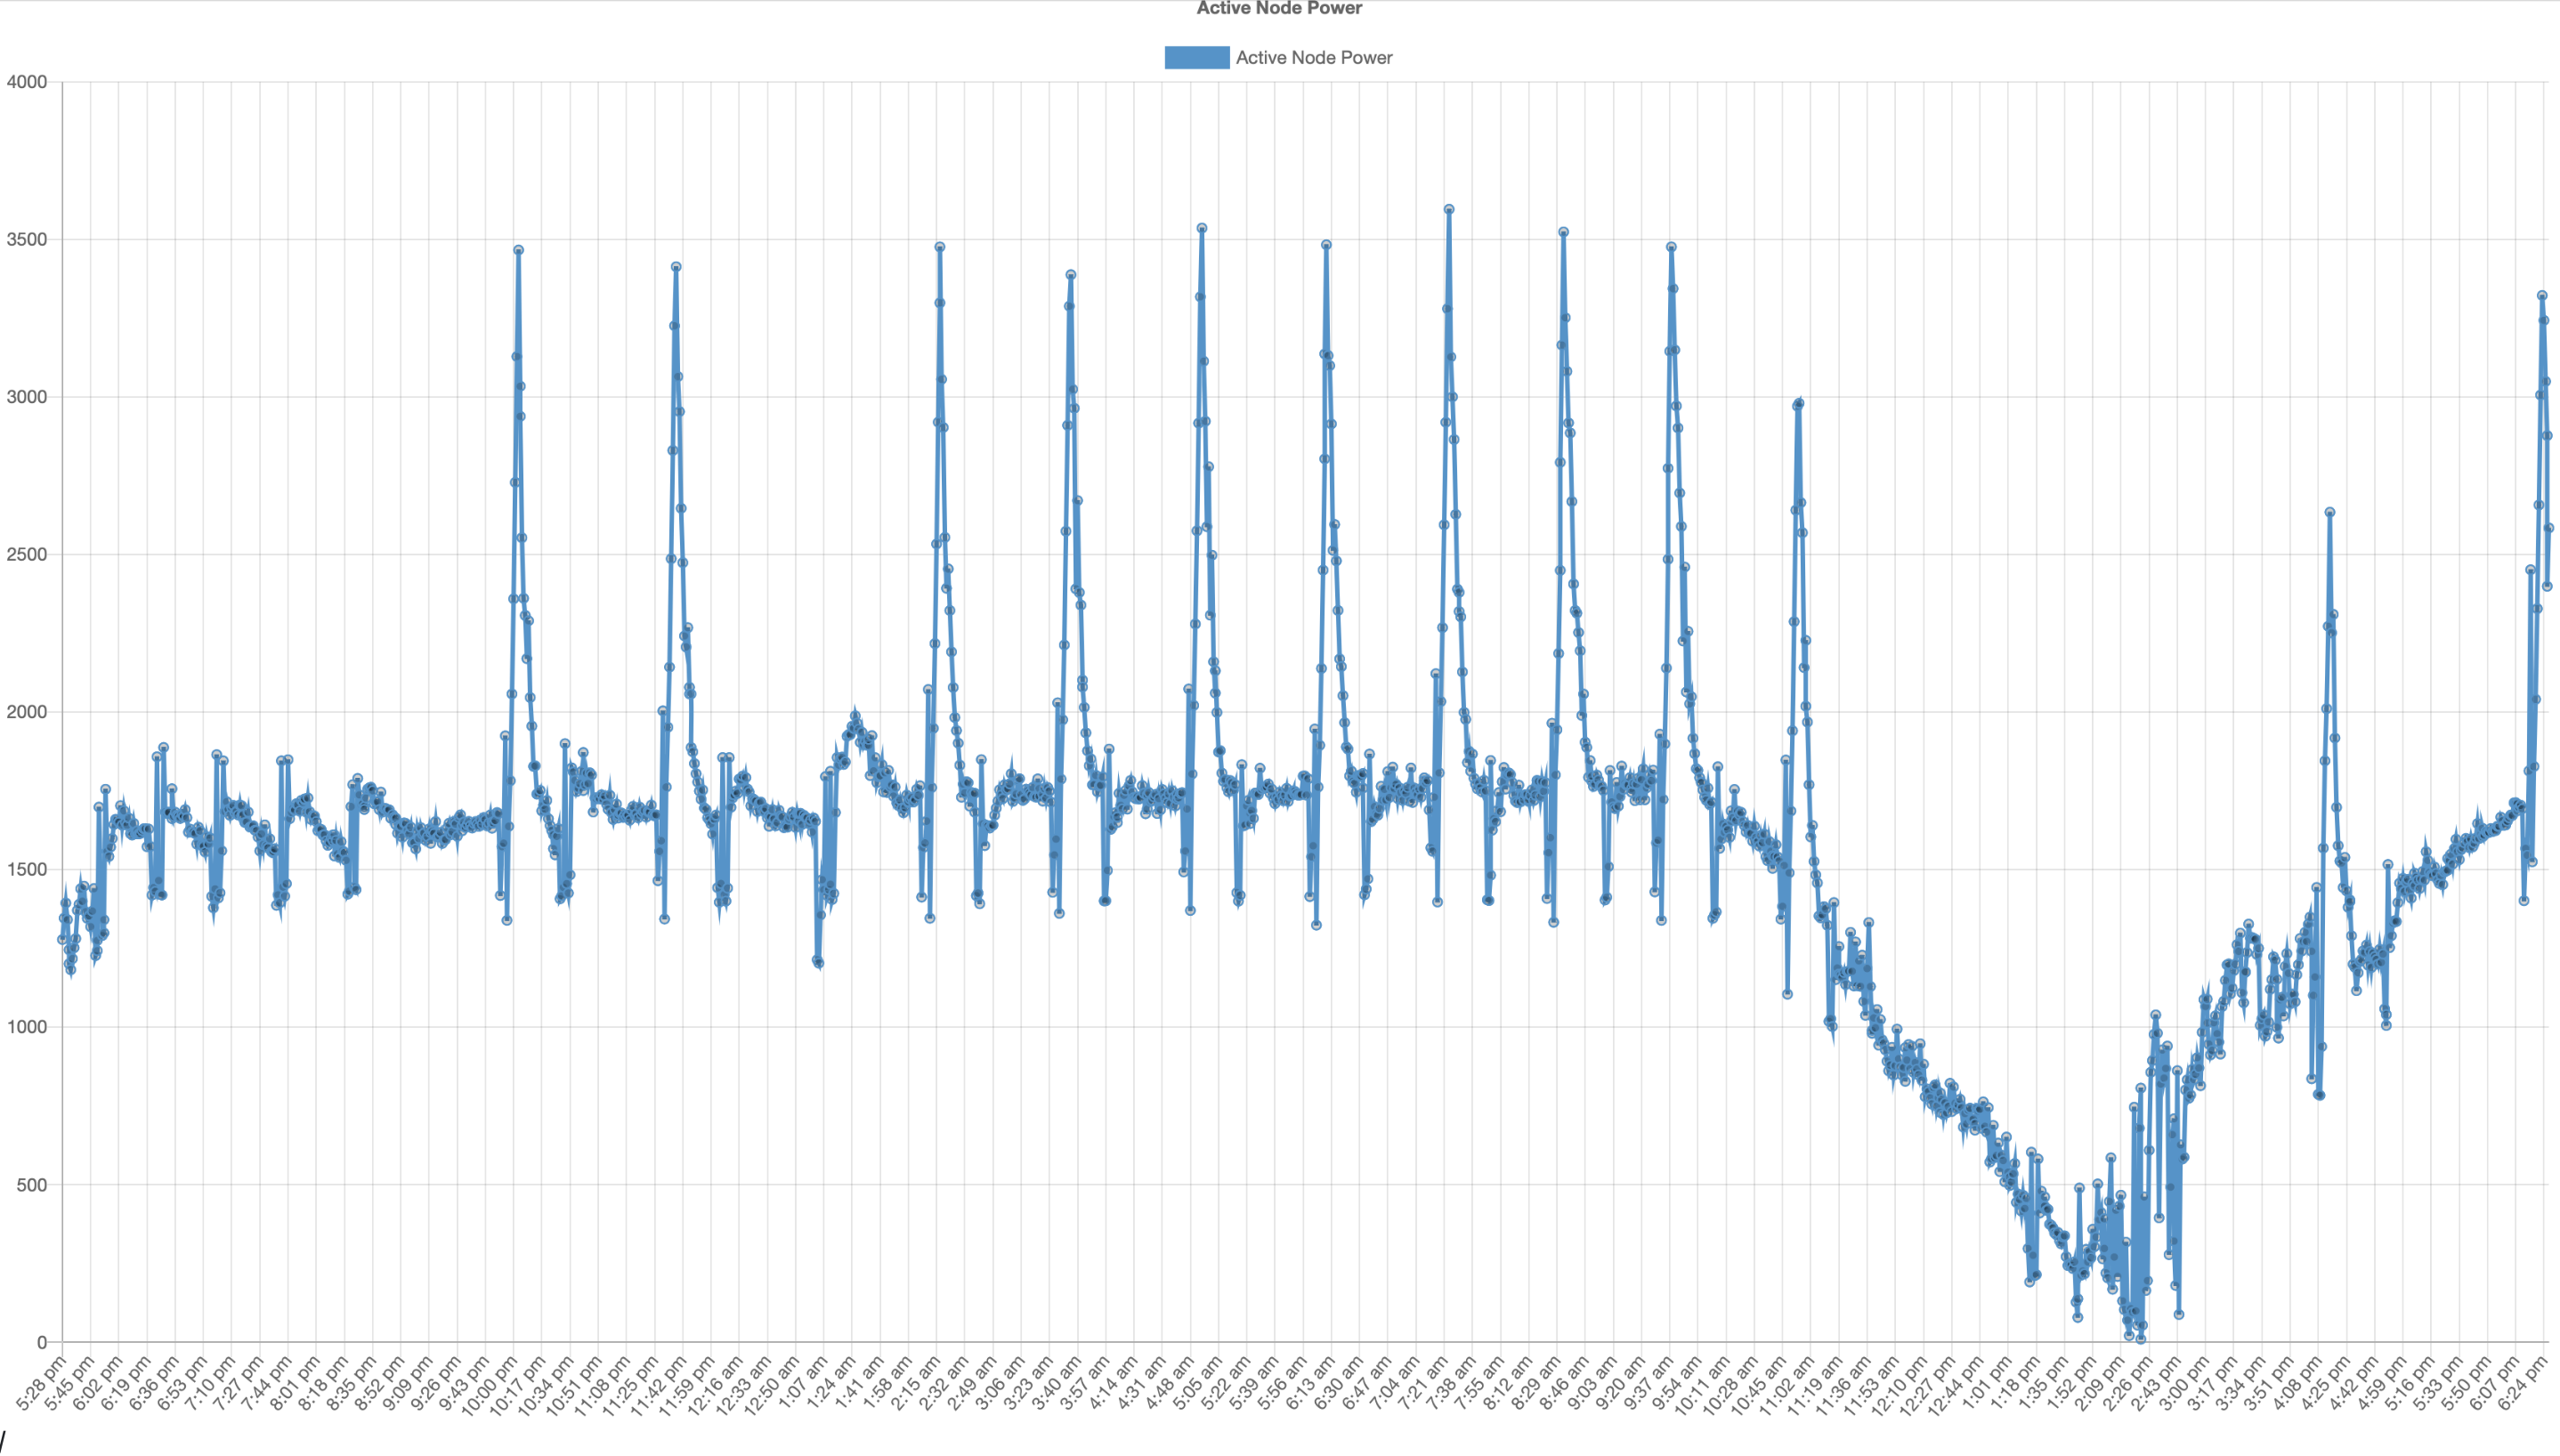 Active Node Power
Active Node Power
4000
3500
3000
2500
2000
1500
1000
500
0
5:28 pm
5:45 pm
6:02 pm
6:19 pm
6:36 pm
6:53 pm
7:10 pm
7:27 pm
7:44 pm
8:01 pm
8:18 pm
8:35 pm
8:52 pm
9:09 pm
9:26 pm
9:43 pm
10:00 pm
10:17 pm
10:34 pm
10:51 pm
11:08 pm
11:25 pm
11:42 pm
11:59 pm
12:16 am
12:33 am
12:50 am
1:07 am
1:24 am
1:41 am
1:58 am
2:15 am
2:32 am
2:49 am
3:06 am
3:23 am
3:40 am
3:57 am
4:14 am
4:31 am
4:48 am
5:05 am
5:22 am
5:39 am
5:56 am
6:13 am
6:30 am
6:47 am
7:04 am
7:21 am
7:38 am
7:55 am
8:12 am
8:29 am
8:46 am
9:03 am
9:20 am
9:37 am
9:54 am
10:11 am
10:28 am
10:45 am
11:02 am
11:19 am
11:36 am
11:53 am
12:10 pm
12:27 pm
12:44 pm
1:01 pm
1:18 pm
1:35 pm
1:52 pm
2:09 pm
2:26 pm
2:43 pm
3:00 pm
3:17 pm
3:34 pm
3:51 pm
4:08 pm
4:25 pm
4:42 pm
4:59 pm
5:16 pm
5:33 pm
5:50 pm
6:07 pm
6:24 pm
/